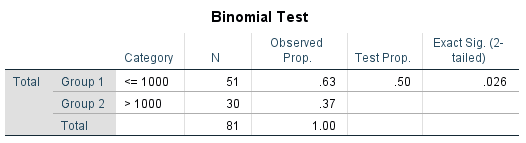 Binomial Test
Category N Observed Prop. Test Prop. Exact Sig. (2-tailed)
Total Group 1 <= 1000 51 .63 .50 .026
Group 2 > 1000 30 .37
Total 81 1.00